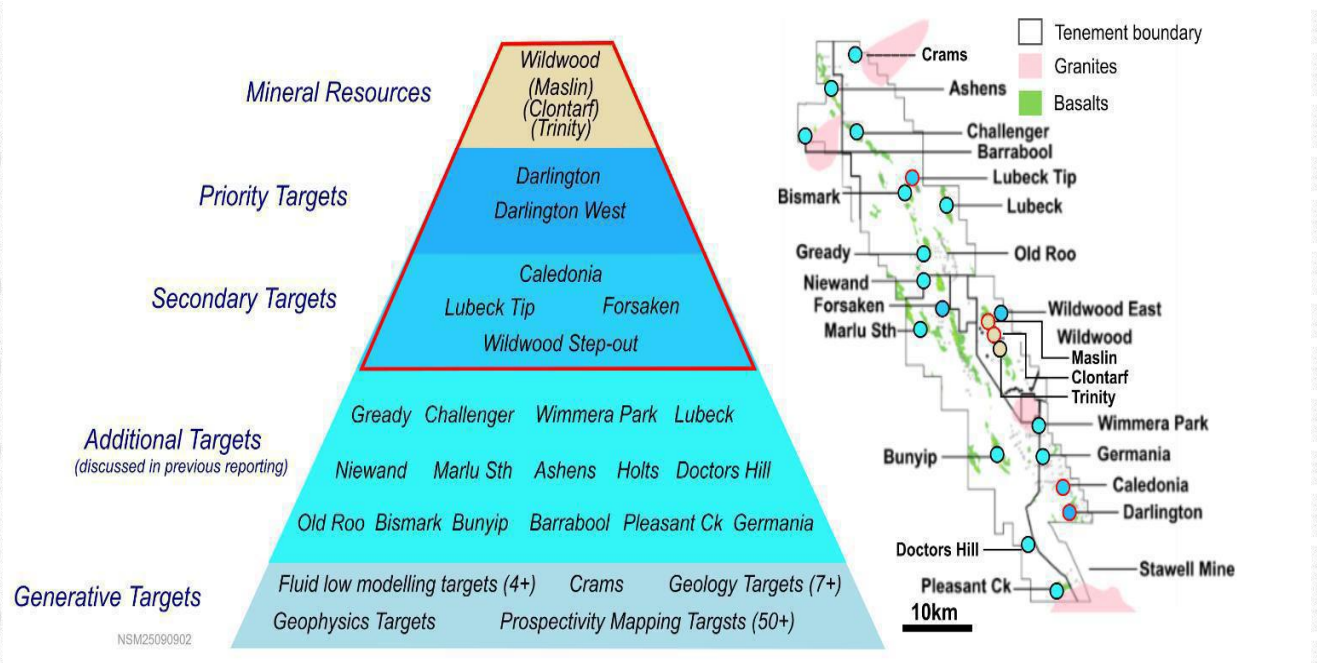 Mineral Resources
Wildwood
(Maslin)
(Clontarf)
(Trinity)
Priority Targets
Darlington
Darlington West
Secondary Targets
Caledonia
Lubeck Tip Forsaken
Wildwood Step-out
Additional Targets
(discussed in previous reporting)
Gready Challenger Wimmera Park Lubeck
Niewand Marlu Sth Ashens Holts Doctors Hill
Old Roo Bismark Bunyip Barrabool Pleasant Ck Germania
Generative Targets
Fluid low modelling targets (4+) Crams Geology Targets (7+)
Geophysics Targets Prospectivity Mapping Targsts (50+)
NSM25090902
Tenement boundary
Granites
Basalts
Crams
Ashens
Challenger
Barrabool
Lubeck Tip
Bismark
Lubeck
Gready
Old Roo
Niewand
Forsaken
Wildwood East
Marlu Sth
Wildwood
Maslin
Clontarf
Trinity
Wimmera Park
Bunyip
Germania
Caledonia
Darlington
Doctors Hill
Stawell Mine
Pleasant Ck
10km